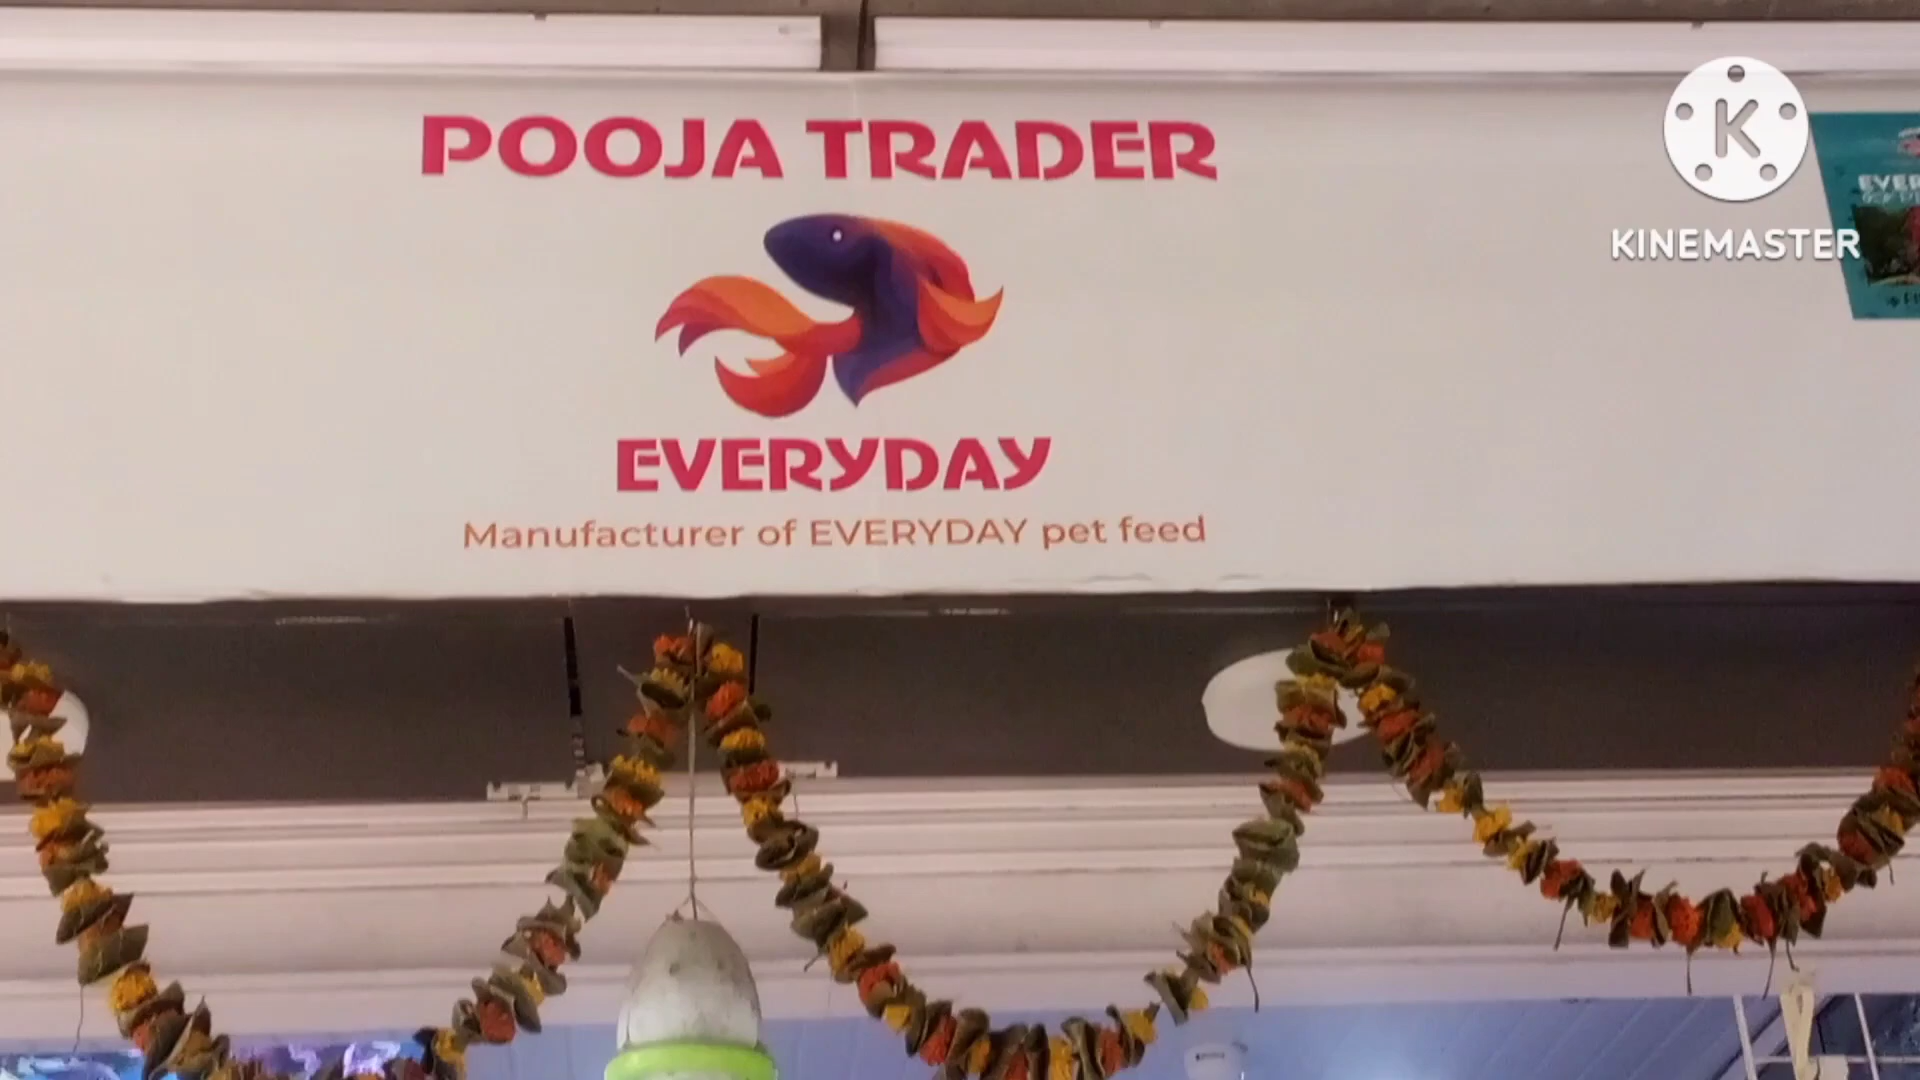 POOJA TRADER
EVERYDAY
Manufacturer of EVERYDAY pet feed
K
KINEMASTER